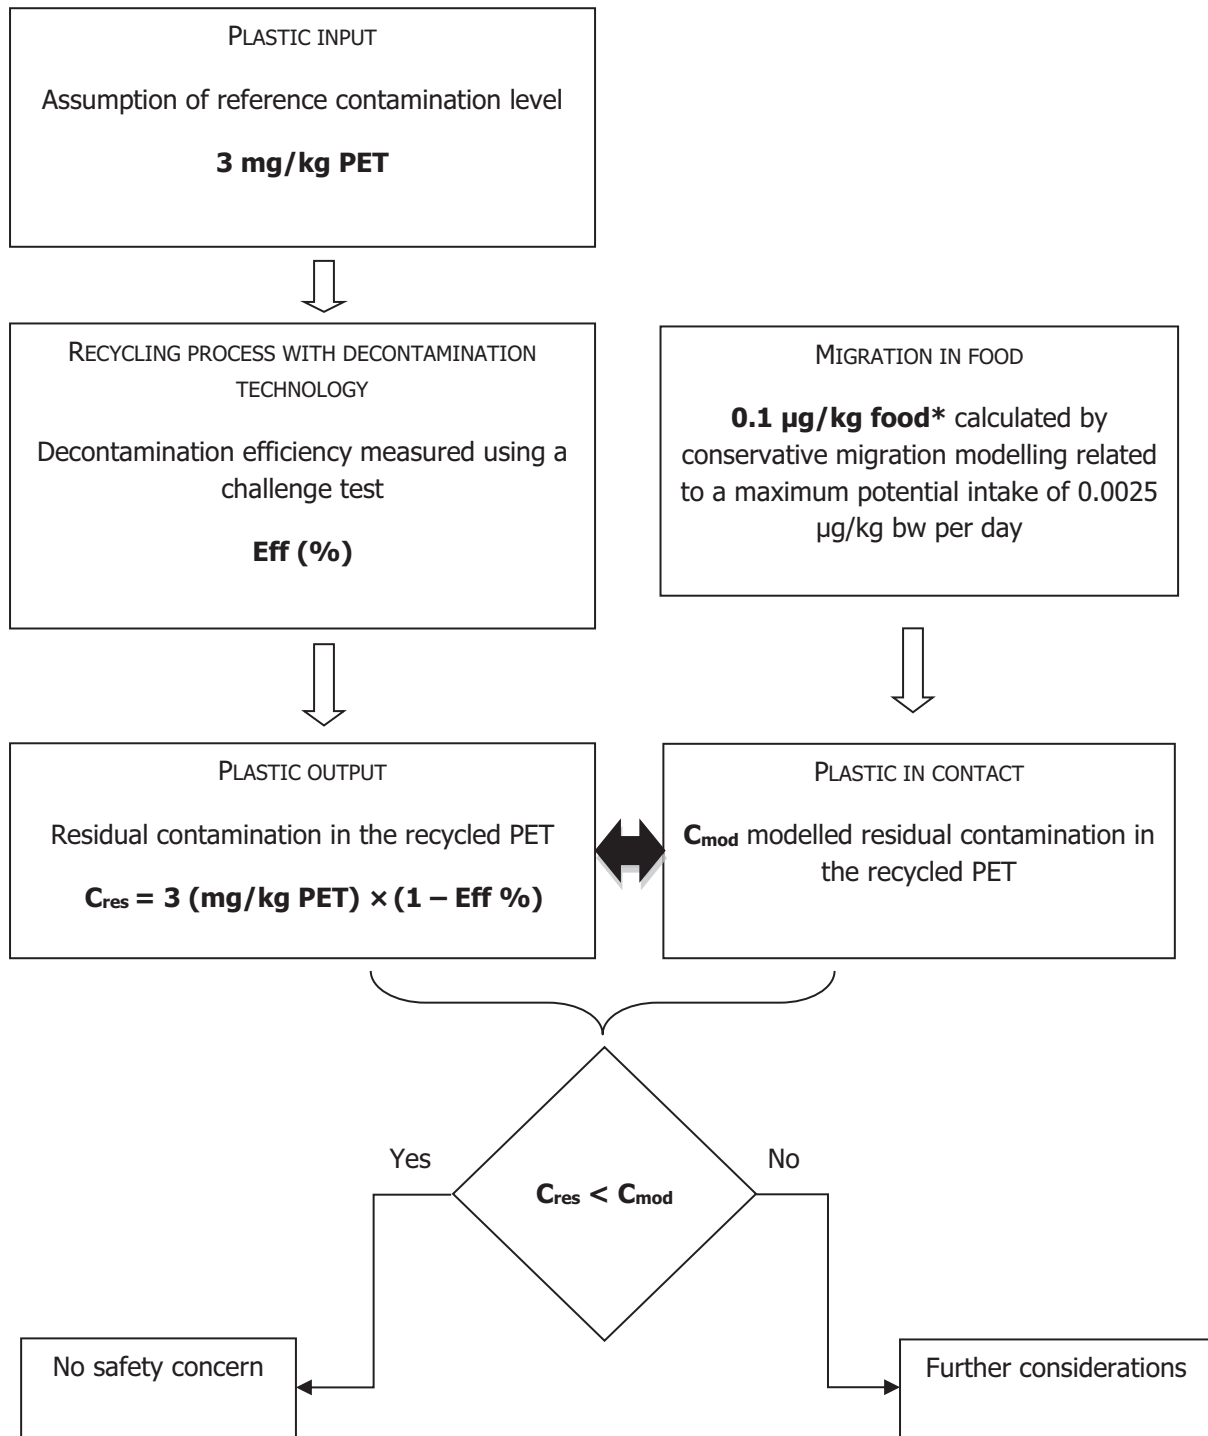 PLASTIC INPUT
Assumption of reference contamination level
3 mg/kg PET
RECYCLING PROCESS WITH DECONTAMINATION
TECHNOLOGY
Decontamination efficiency measured using a
challenge test
Eff (%)
MIGRATION IN FOOD
0.1 µg/kg food* calculated by
conservative migration modelling related
to a maximum potential intake of 0.0025
µg/kg bw per day
PLASTIC OUTPUT
Residual contamination in the recycled PET
Cres = 3 (mg/kg PET) × (1 – Eff %)
PLASTIC IN CONTACT
Cmod modelled residual contamination in
the recycled PET
Yes
No
Cres < Cmod
No safety concern
Further considerations